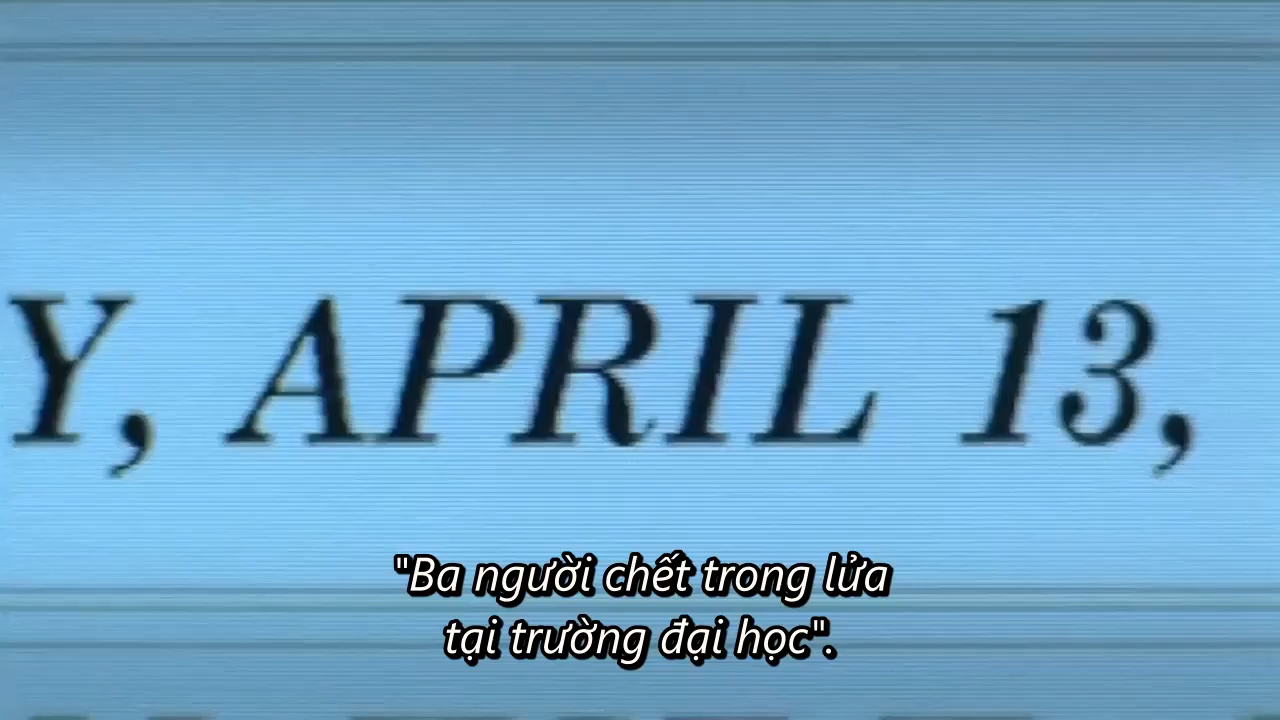 Y, APRIL 13,
"Ba người chết trong lửa
tại trường đại học".